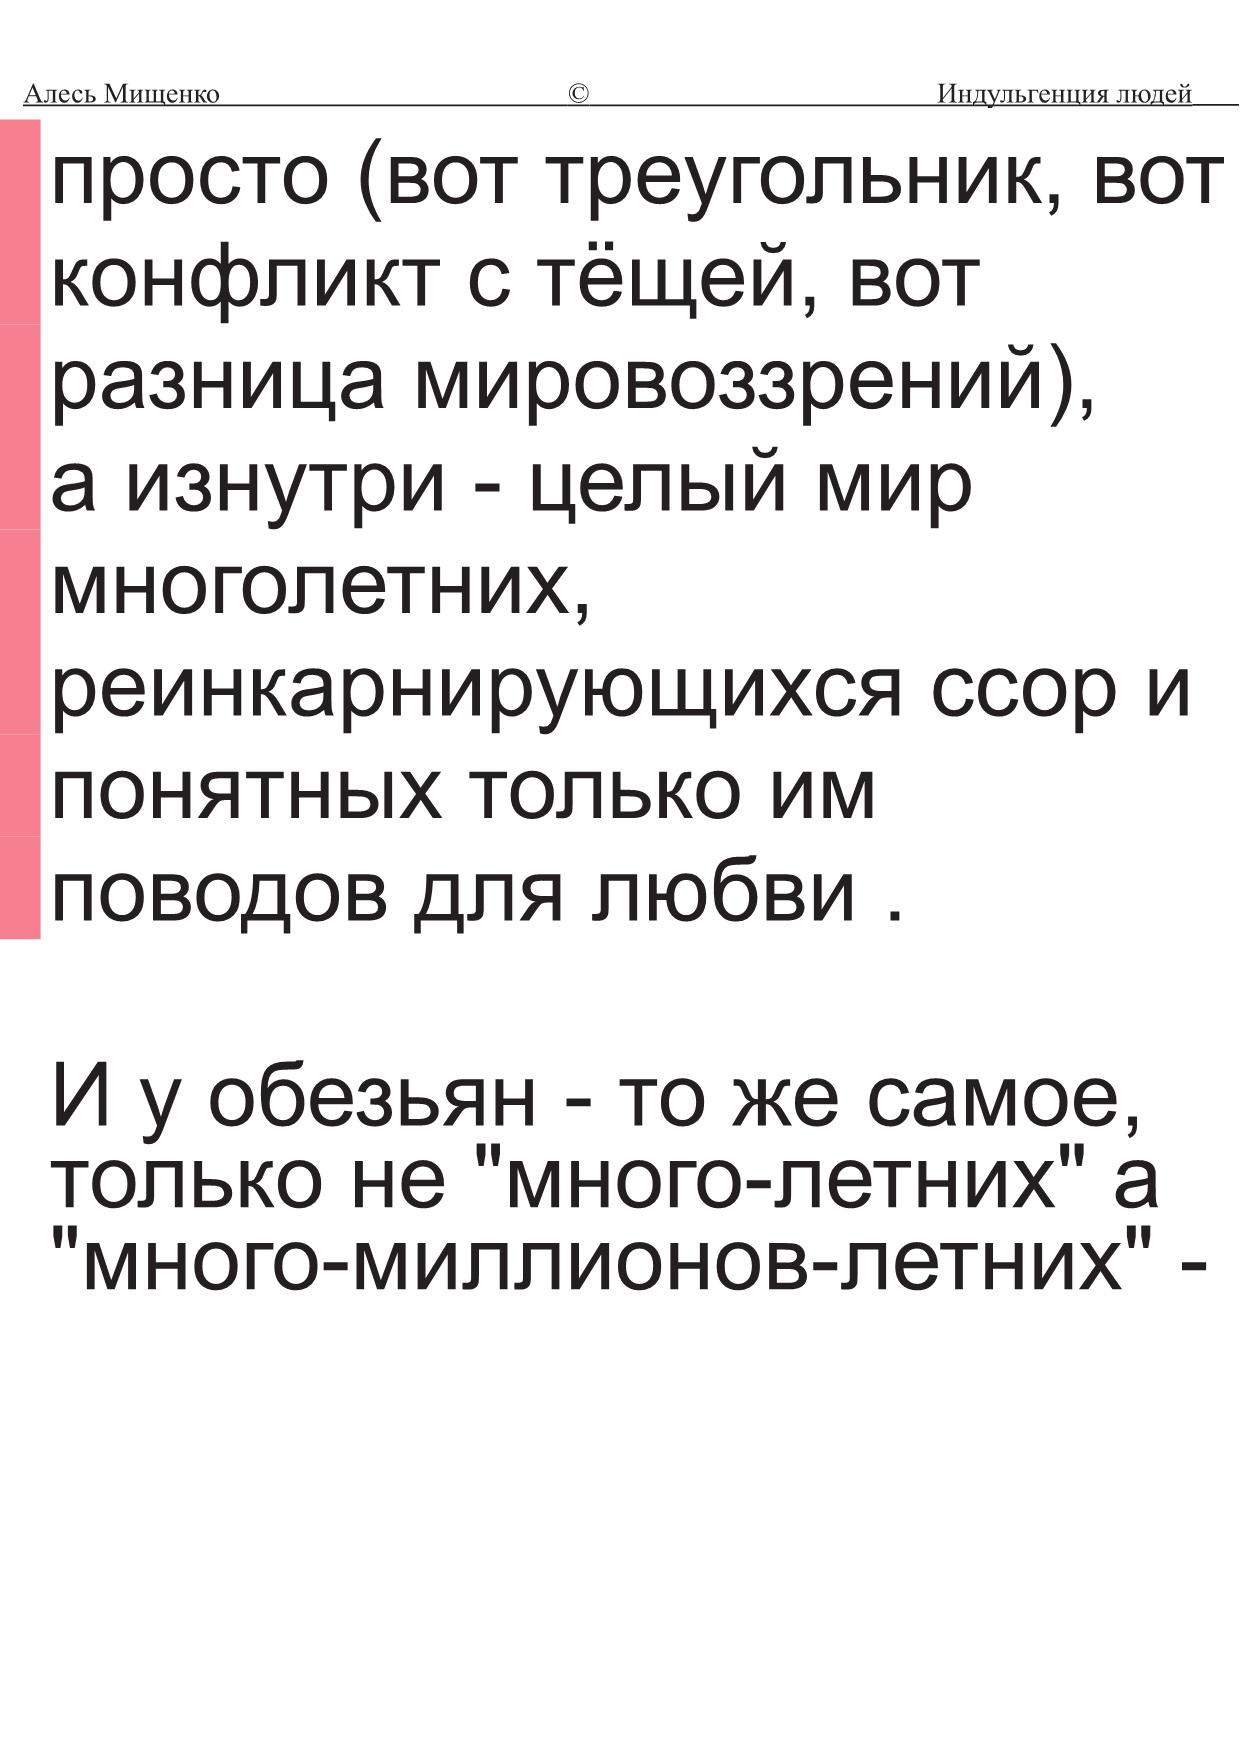 Алесь Мищенко © Индульгенция людей
просто (вот треугольник, вот
конфликт с тёщей, вот
разница мировоззрений),
а изнутри - целый мир
многолетних,
реинкарнирующихся ссор и
понятных только им
поводов для любви .
И у обезьян - то же самое,
только не "много-летних" а
"много-миллионов-летних" -